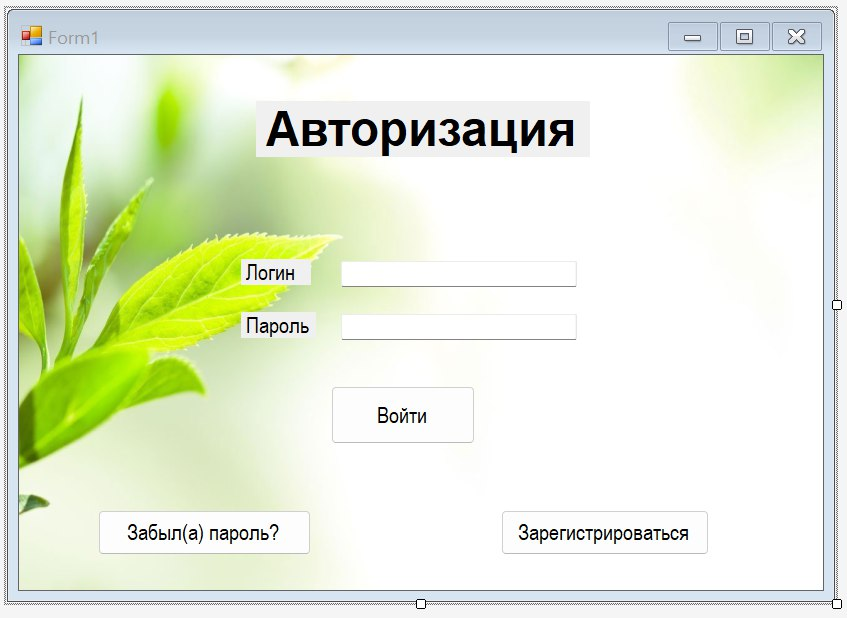 Form1
Авторизация
Логин
Пароль
Войти
Забыл(а) пароль?
Зарегистрироваться